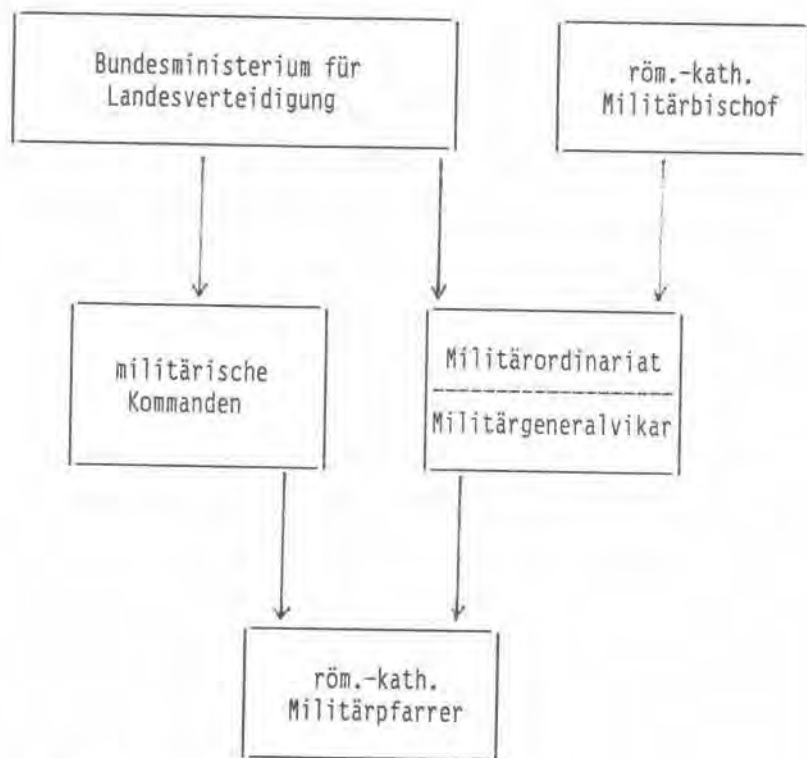 Bundesministerium für
Landesverteidigung
röm.-kath.
Militärbischof
militärische
Kommanden
Militärordinariat
Militärgeneralvikar
röm.-kath.
Militärpfarrer